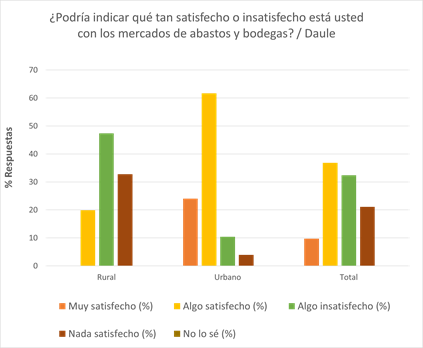 ¿Podría indicar qué tan satisfecho o insatisfecho está usted
con los mercados de abastos y bodegas? / Daule
% Respuestas
70
60
50
40
30
20
10
0
Rural
Urbano
Total
Muy satisfecho (%)
Algo satisfecho (%)
Algo insatisfecho (%)
Nada satisfecho (%)
No lo sé (%)